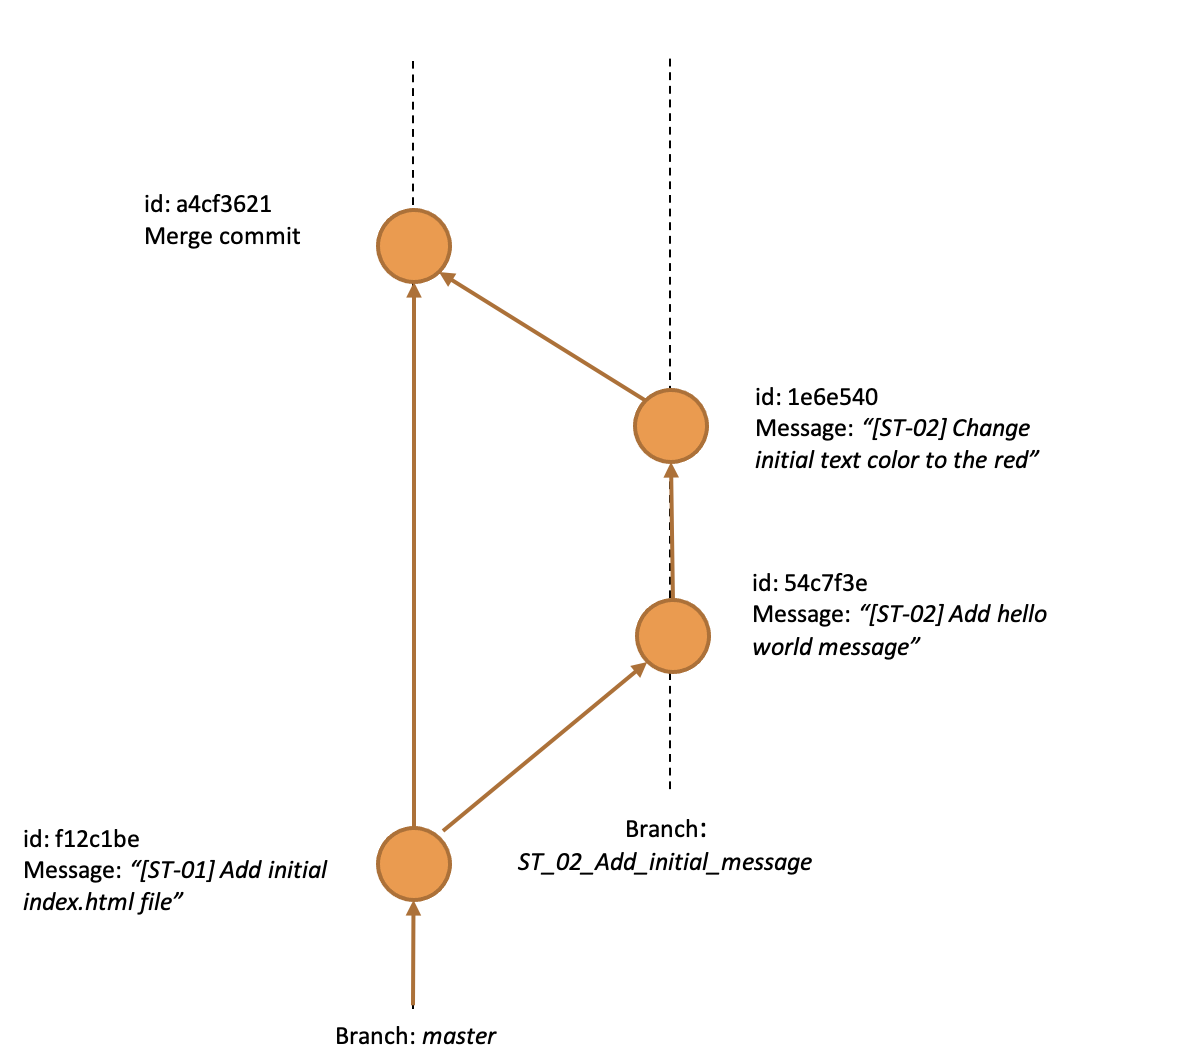 id: a4cf3621
Merge commit
id: 1e6e540
Message: “[ST-02] Change
initial text color to the red”
id: 54c7f3e
Message: “[ST-02] Add hello
world message”
Branch:
ST_02_Add_initial_message
id: f12c1be
Message: “[ST-01] Add initial
index.html file”
Branch: master